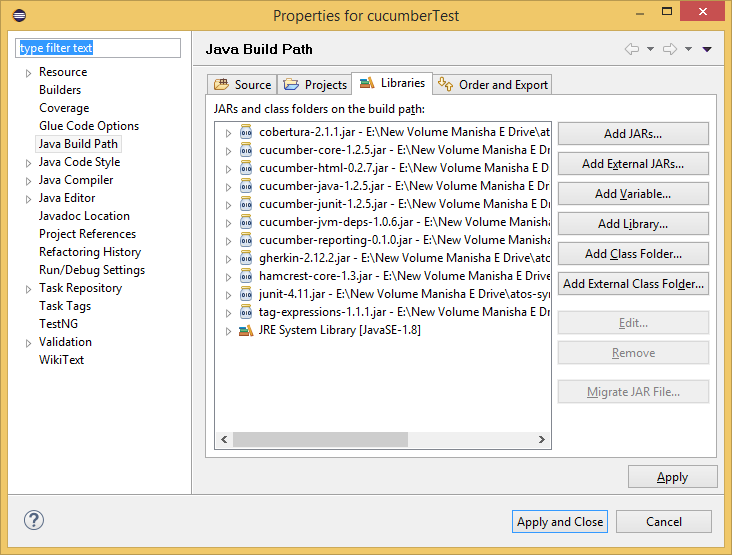 Properties for cucumberTest
type filter text
Resource
Builders
Coverage
Glue Code Options
Java Build Path
Java Code Style
Java Compiler
Java Editor
Javadoc Location
Project References
Refactoring History
Run/Debug Settings
Task Repository
Task Tags
TestNG
Validation
WikiText
Java Build Path
Source
Projects
Libraries
Order and Export
JARs and class folders on the build path:
cobertura-2.1.1.jar - E:\New Volume Manisha E Drive\ato
cucumber-core-1.2.5.jar - E:\New Volume Manisha E Dri
cucumber-html-0.2.7.jar - E:\New Volume Manisha E Dri
cucumber-java-1.2.5.jar - E:\New Volume Manisha E Driv
cucumber-junit-1.2.5.jar - E:\New Volume Manisha E Dri
cucumber-jvm-deps-1.0.6.jar - E:\New Volume Manisha
cucumber-reporting-0.1.0.jar - E:\New Volume Manisha
gherkin-2.12.2.jar - E:\New Volume Manisha E Drive\atos
hamcrest-core-1.3.jar - E:\New Volume Manisha E Drive\
junit-4.11.jar - E:\New Volume Manisha E Drive\atos-syn
tag-expressions-1.1.1.jar - E:\New Volume Manisha E Dr
JRE System Library [JavaSE-1.8]
Add JARs...
Add External JARs...
Add Variable...
Add Library...
Add Class Folder...
Add External Class Folder...
Edit...
Remove
Migrate JAR File...
Apply
Apply and Close
Cancel